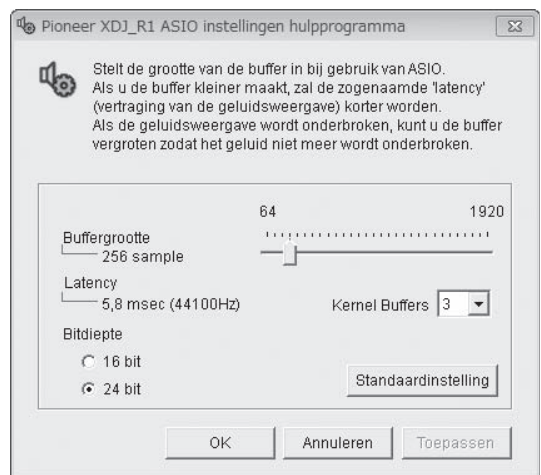 Pioneer XDJ_R1 ASIO instellingen hulpprogramma
Stelt de grootte van de buffer in bij gebruik van ASIO.
Als u de buffer kleiner maakt, zal de zogenaamde 'latency'
(vertraging van de geluidsweergave) korter worden.
Als de geluidsweergave wordt onderbroken, kunt u de buffer
vergroten zodat het geluid niet meer wordt onderbroken.
64 1920
Buffergrootte
256 sample
Latency
5,8 msec (44100Hz)
Kernel Buffers 3
Bitdiepte
16 bit
24 bit
Standaardinstelling
OK Annuleren Toepassen